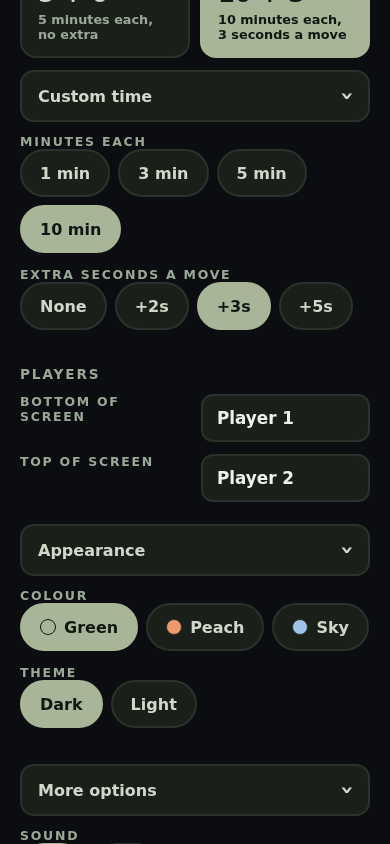 5 minutes each,
no extra
10 minutes each,
3 seconds a move
Custom time
MINUTES EACH
1 min
3 min
5 min
10 min
EXTRA SECONDS A MOVE
None
+2s
+3s
+5s
PLAYERS
BOTTOM OF
SCREEN
Player 1
TOP OF SCREEN
Player 2
Appearance
COLOUR
Green
Peach
Sky
THEME
Dark
Light
More options
SOUND